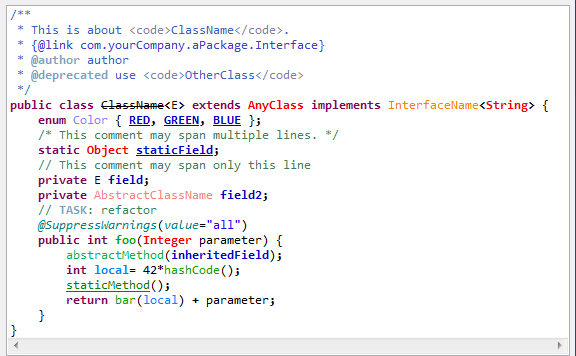 /**
 * This is about <code>ClassName</code>.
 * {@link com.yourCompany.aPackage.Interface}
 * @author author
 * @deprecated use <code>OtherClass</code>
 */
public class ClassName<E> extends AnyClass implements InterfaceName<String> {
    enum Color { RED, GREEN, BLUE };
    /* This comment may span multiple lines. */
    static Object staticField;
    // This comment may span only this line
    private E field;
    private AbstractClassName field2;
    // TASK: refactor
    @SuppressWarnings(value="all")
    public int foo(Integer parameter) {
        abstractMethod(inheritedField);
        int local= 42*hashCode();
        staticMethod();
        return bar(local) + parameter;
    }
}